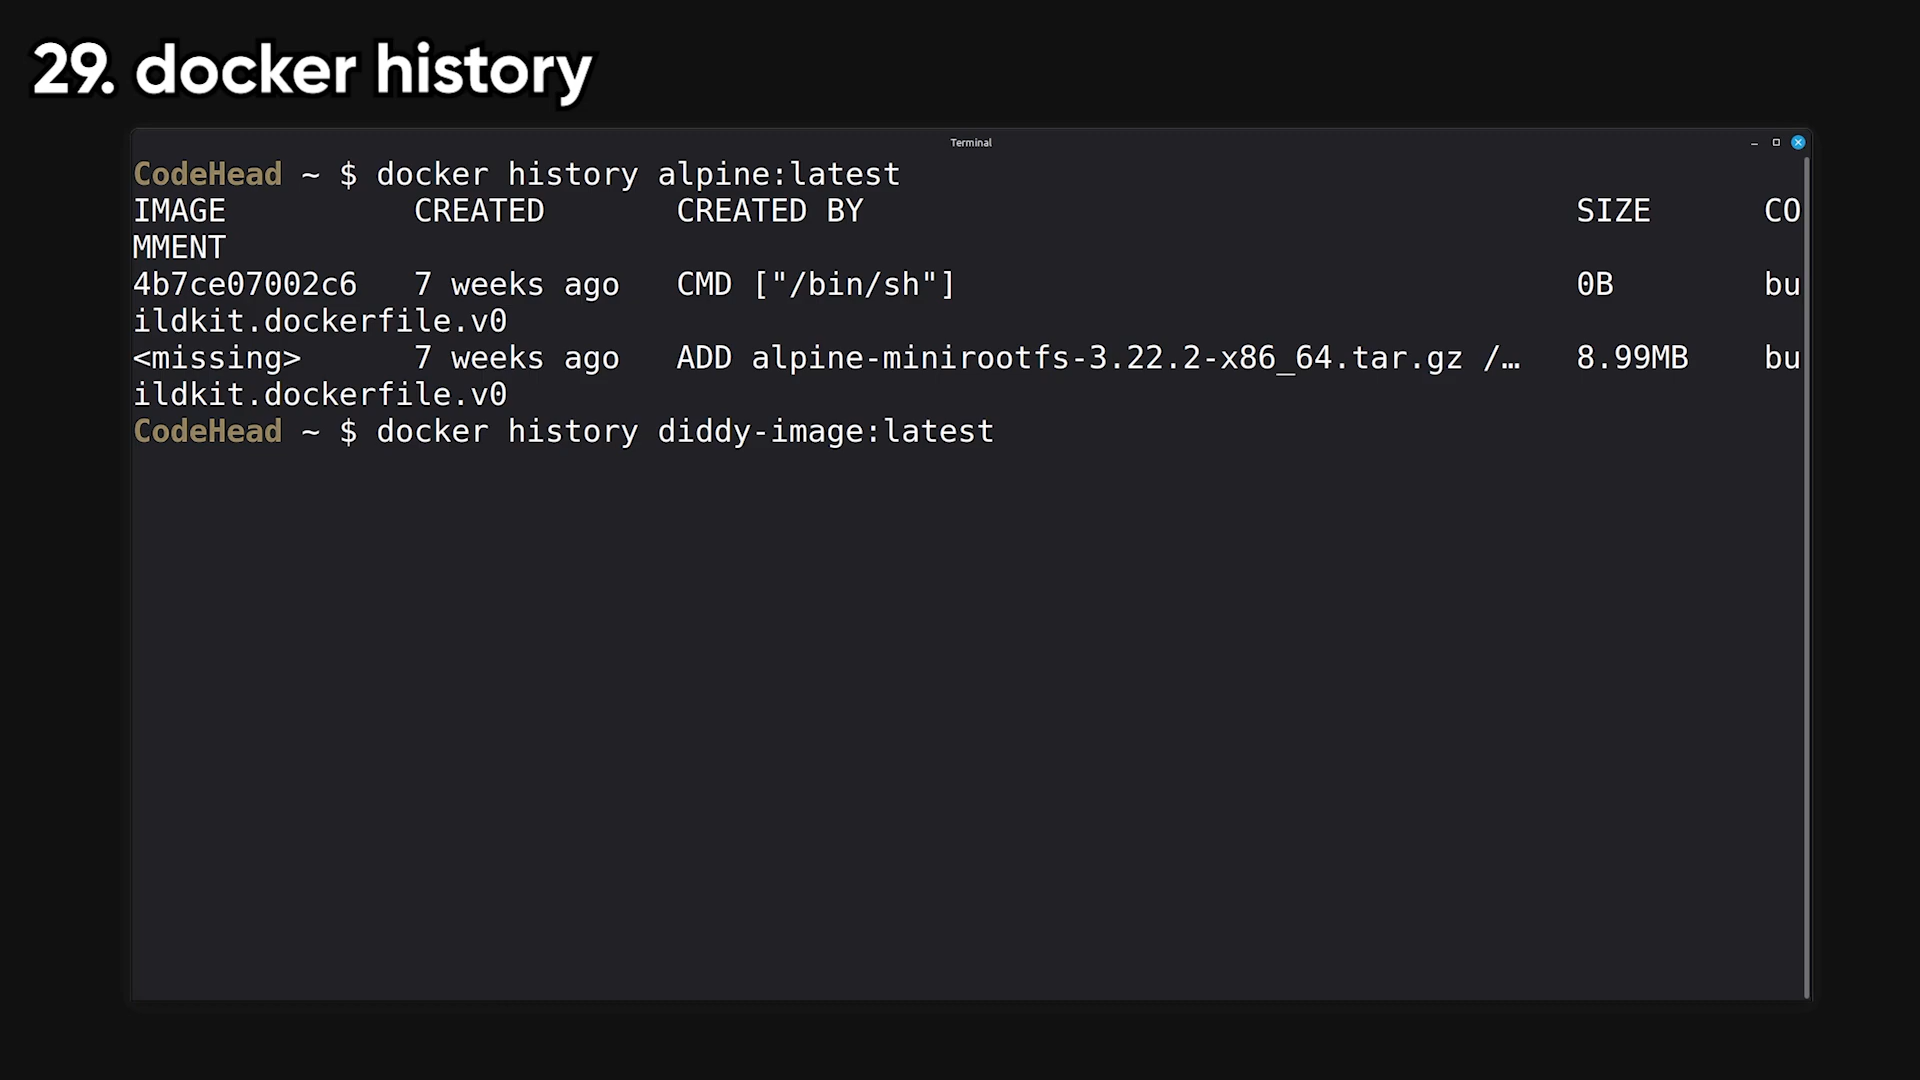 29. docker history
Terminal
CodeHead ~ $ docker history alpine:latest
IMAGE CREATED CREATED BY SIZE CO
MMENT
4b7ce07002c6 7 weeks ago CMD ["/bin/sh"] 0B bu
ildkit.dockerfile.v0
<missing> 7 weeks ago ADD alpine-minirootfs-3.22.2-x86_64.tar.gz /… 8.99MB bu
ildkit.dockerfile.v0
CodeHead ~ $ docker history diddy-image:latest